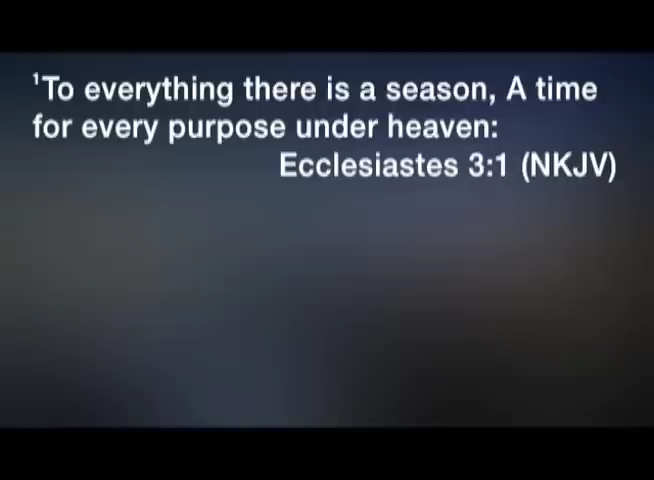 ¹To everything there is a season, A time
for every purpose under heaven:
Ecclesiastes 3:1 (NKJV)